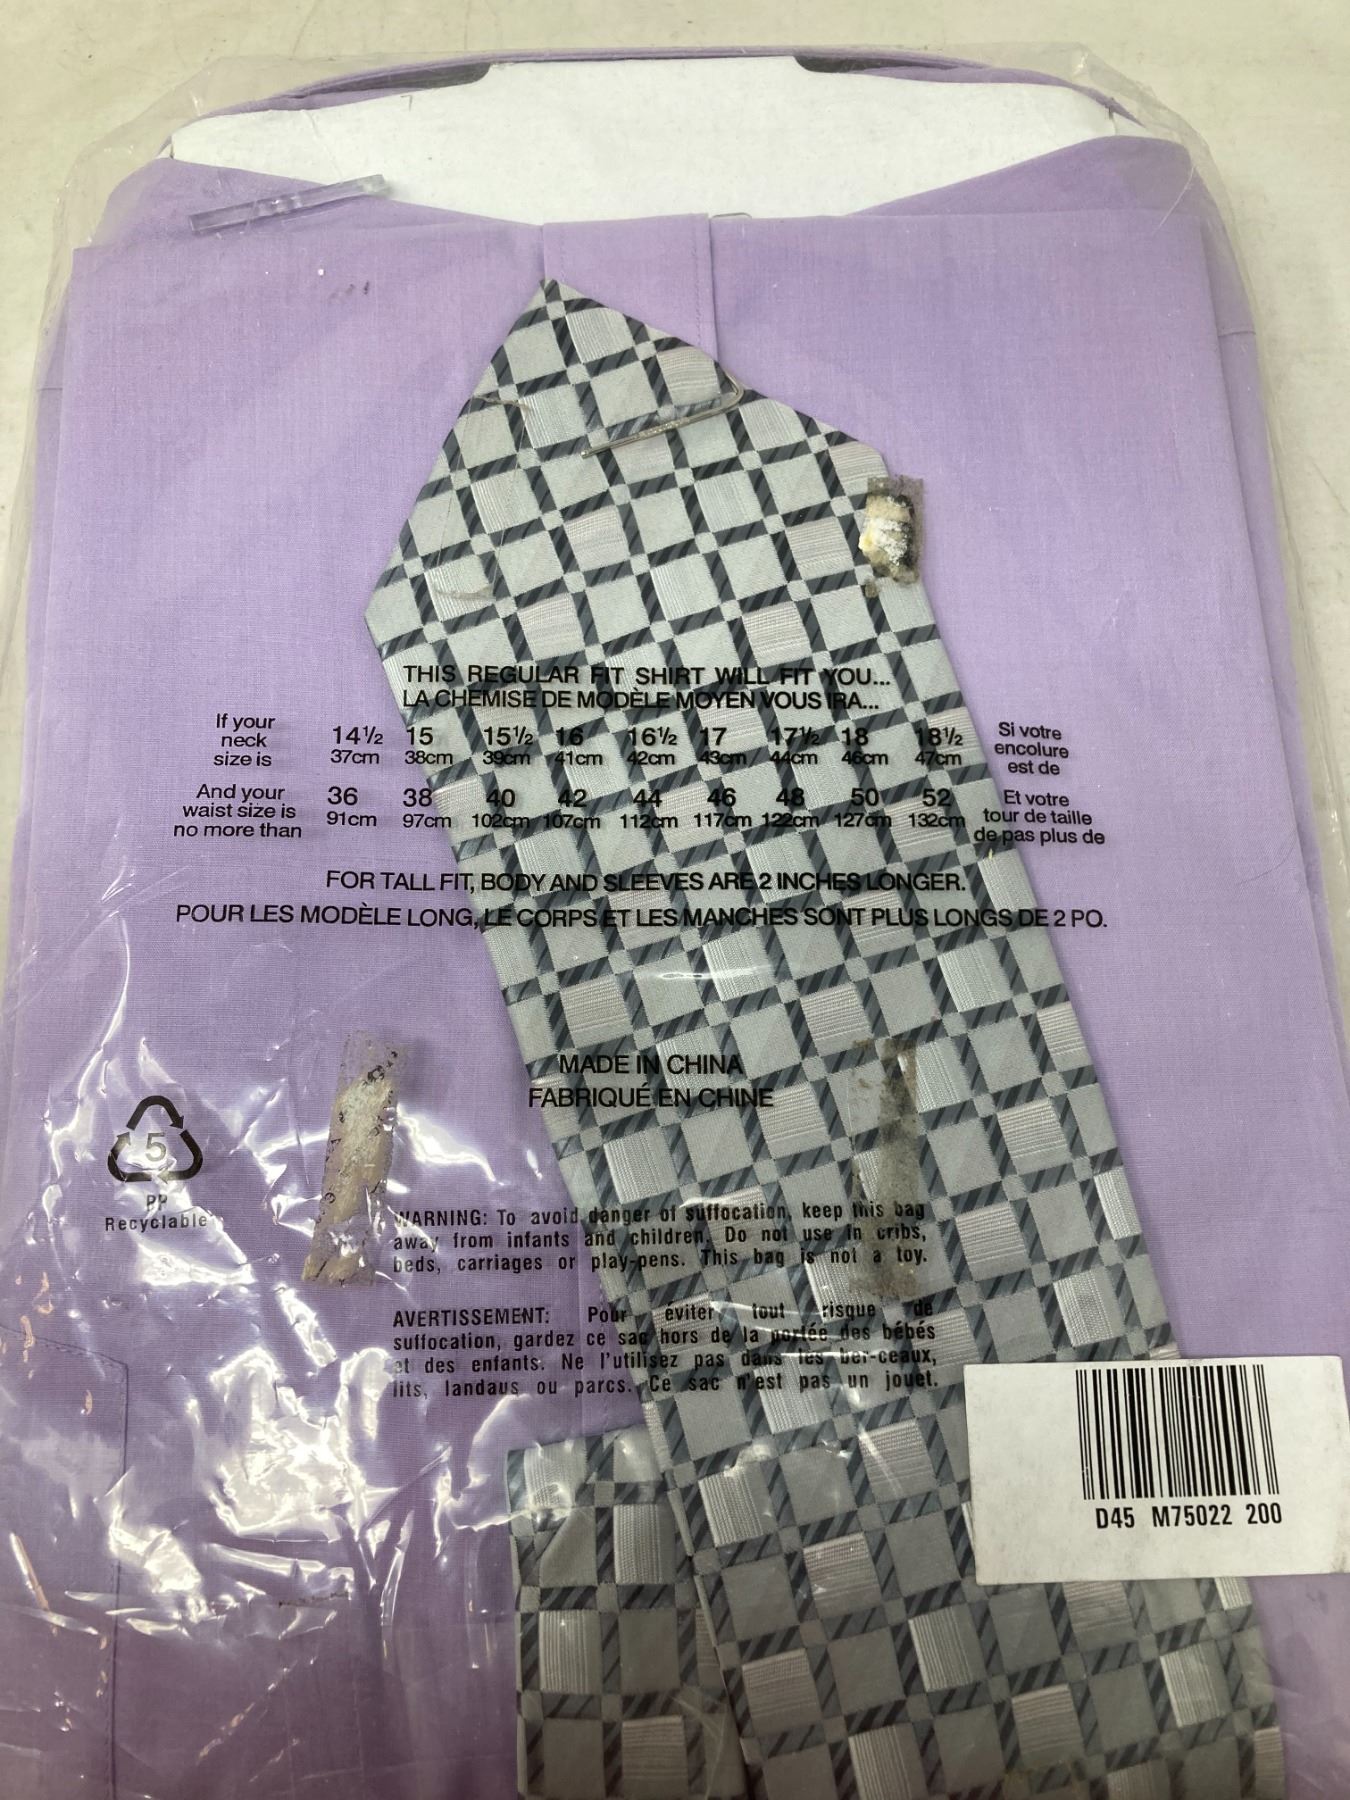 THIS REGULAR FIT SHIRT WILL FIT YOU...
LA CHEMISE DE MODÈLE MOYEN VOUS IRA...
If your
neck
size is
14½ 15 15½ 16 16½ 17 17½ 18 18½
37cm 38cm 39cm 41cm 42cm 43cm 44cm 46cm 47cm
Si votre
encolure
est de
And your
waist size is
no more than
36 38 40 42 44 46 48 50 52
91cm 97cm 102cm 107cm 112cm 117cm 122cm 127cm 132cm
Et votre
tour de taille
de pas plus de
FOR TALL FIT, BODY AND SLEEVES ARE 2 INCHES LONGER.
POUR LES MODÈLE LONG, LE CORPS ET LES MANCHES SONT PLUS LONGS DE 2 PO.
MADE IN CHINA
FABRIQUÉ EN CHINE
5
PP
Recyclable
WARNING: To avoid danger of suffocation, keep this bag
away from infants and children. Do not use in cribs,
beds, carriages or play-pens. This bag is not a toy.
AVERTISSEMENT: Pour éviter tout risque de
suffocation, gardez ce sac hors de la portée des bébés
et des enfants. Ne l'utilisez pas dans les ber-ceaux,
lits, landaus ou parcs. Ce sac n'est pas un jouet.
D45 M75022 200